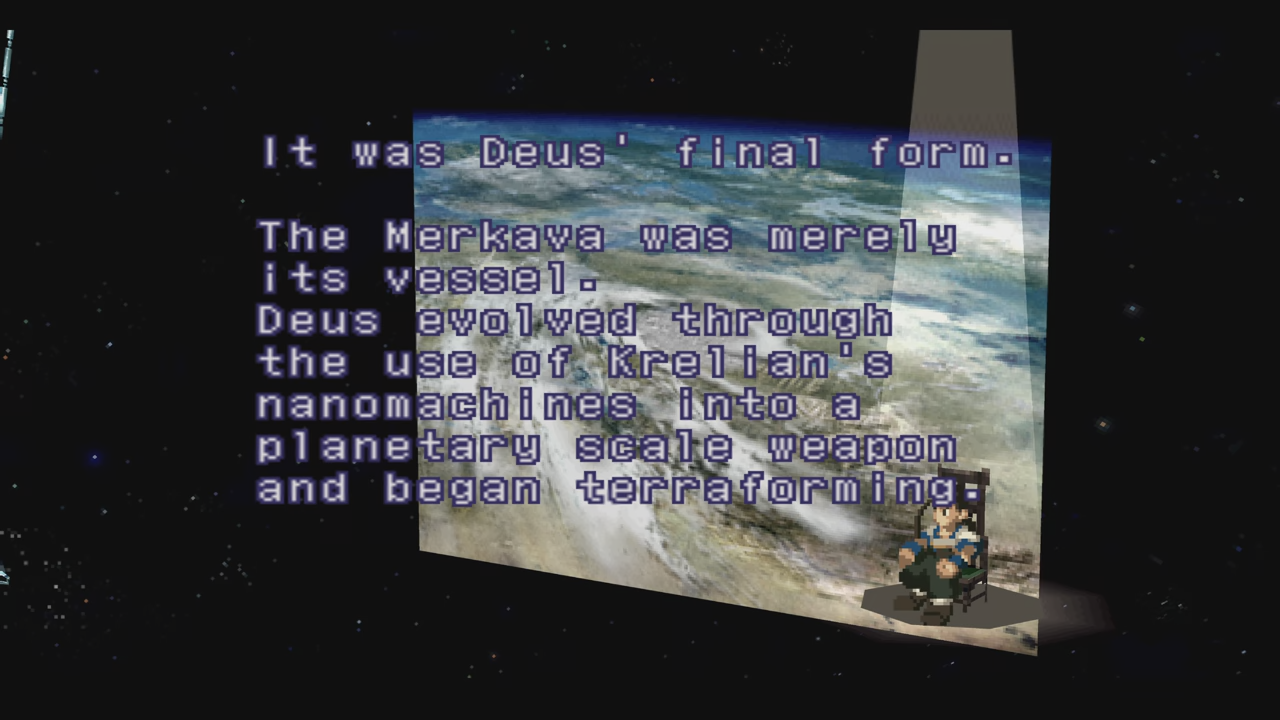 It was Deus' final form.
The Merkava was merely
its vessel.
Deus evolved through
the use of Krelian's
nanomachines into a
planetary scale weapon
and began terraforming.